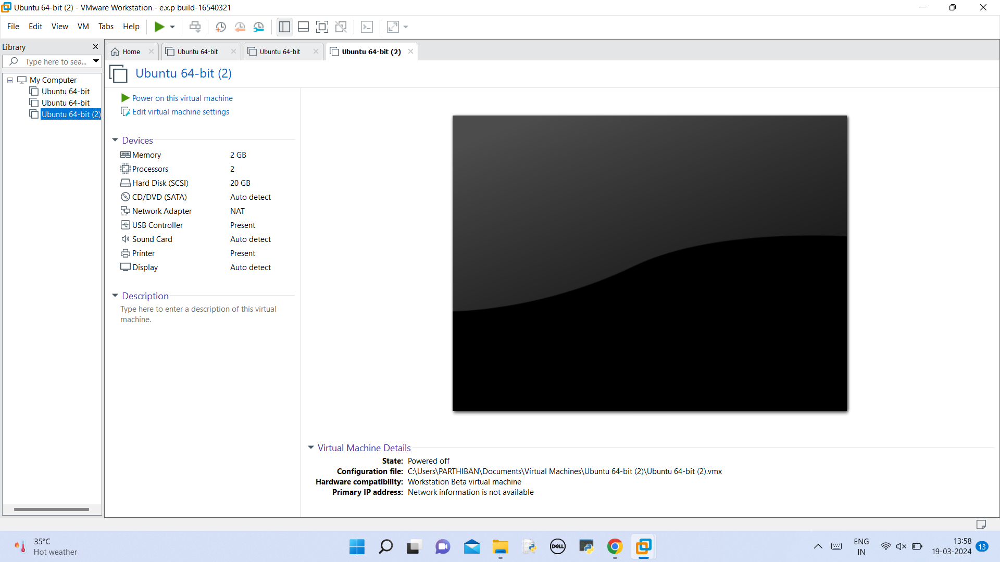 Ubuntu 64-bit (2) - VMware Workstation - e.x.p build-16540321
File Edit View VM Tabs Help
Library
Type here to sea...
My Computer
Ubuntu 64-bit
Ubuntu 64-bit
Ubuntu 64-bit (2)
Home
Ubuntu 64-bit
Ubuntu 64-bit
Ubuntu 64-bit (2)
Ubuntu 64-bit (2)
Power on this virtual machine
Edit virtual machine settings
Devices
Memory 2 GB
Processors 2
Hard Disk (SCSI) 20 GB
CD/DVD (SATA) Auto detect
Network Adapter NAT
USB Controller Present
Sound Card Auto detect
Printer Present
Display Auto detect
Description
Type here to enter a description of this virtual
machine.
Virtual Machine Details
State: Powered off
Configuration file: C:\Users\PARTHIBAN\Documents\Virtual Machines\Ubuntu 64-bit (2)\Ubuntu 64-bit (2).vmx
Hardware compatibility: Workstation Beta virtual machine
Primary IP address: Network information is not available
35°C
Hot weather
DELL
ENG
IN
13:58
19-03-2024
13